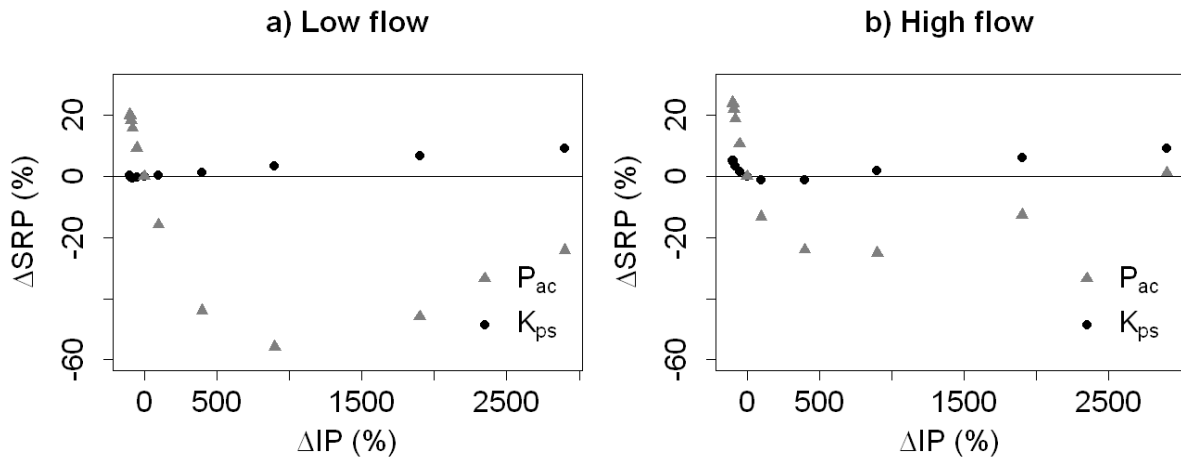 a) Low flow
ΔSRP (%)
20
0
-20
-60
P_ac
K_ps
0 500 1500 2500
ΔIP (%)
b) High flow
ΔSRP (%)
20
0
-20
-60
P_ac
K_ps
0 500 1500 2500
ΔIP (%)